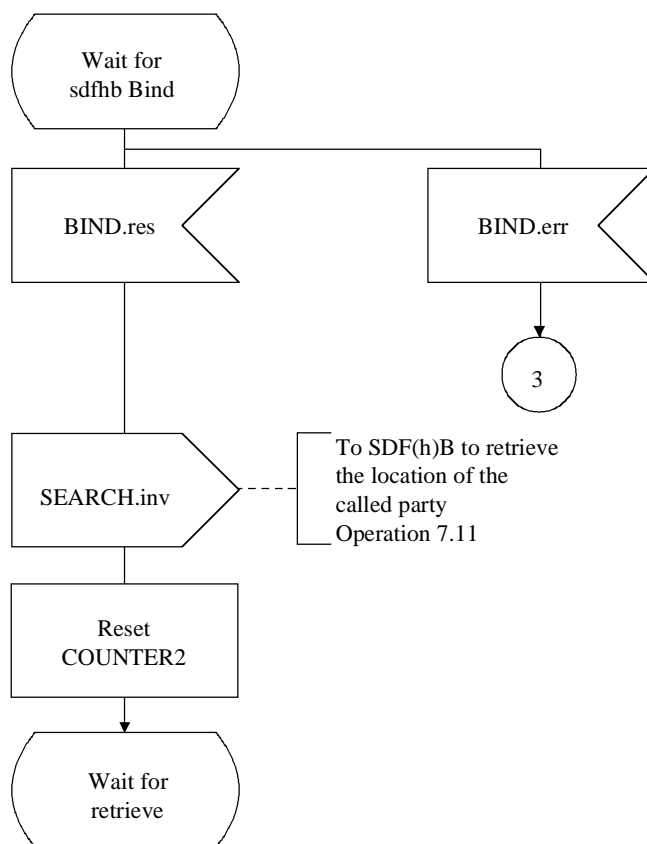 Wait for
sdfhb Bind
BIND.res
BIND.err
3
To SDF(h)B to retrieve
the location of the
called party
Operation 7.11
SEARCH.inv
Reset
COUNTER2
Wait for
retrieve